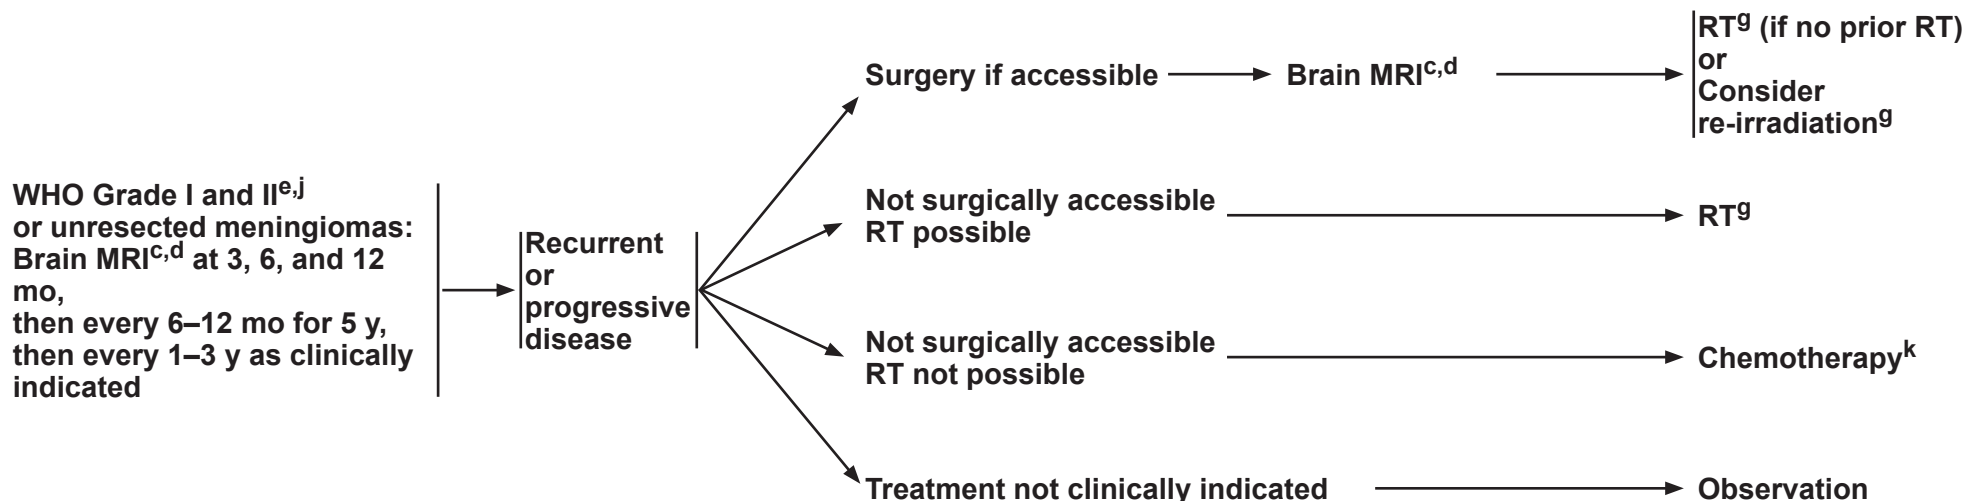 WHO Grade I and IIe,j
or unresected meningiomas:
Brain MRIc,d at 3, 6, and 12
mo,
then every 6–12 mo for 5 y,
then every 1–3 y as clinically
indicated
Recurrent
or
progressive
disease
Surgery if accessible
Brain MRIc,d
RTg (if no prior RT)
or
Consider
re-irradiationg
Not surgically accessible
RT possible
RTg
Not surgically accessible
RT not possible
Chemotherapyk
Treatment not clinically indicated
Observation